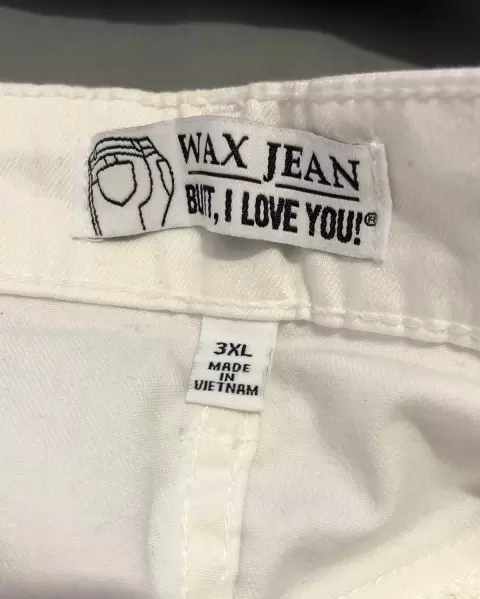 WAX JEAN
BUT, I LOVE YOU!®
3XL
MADE
IN
VIETNAM